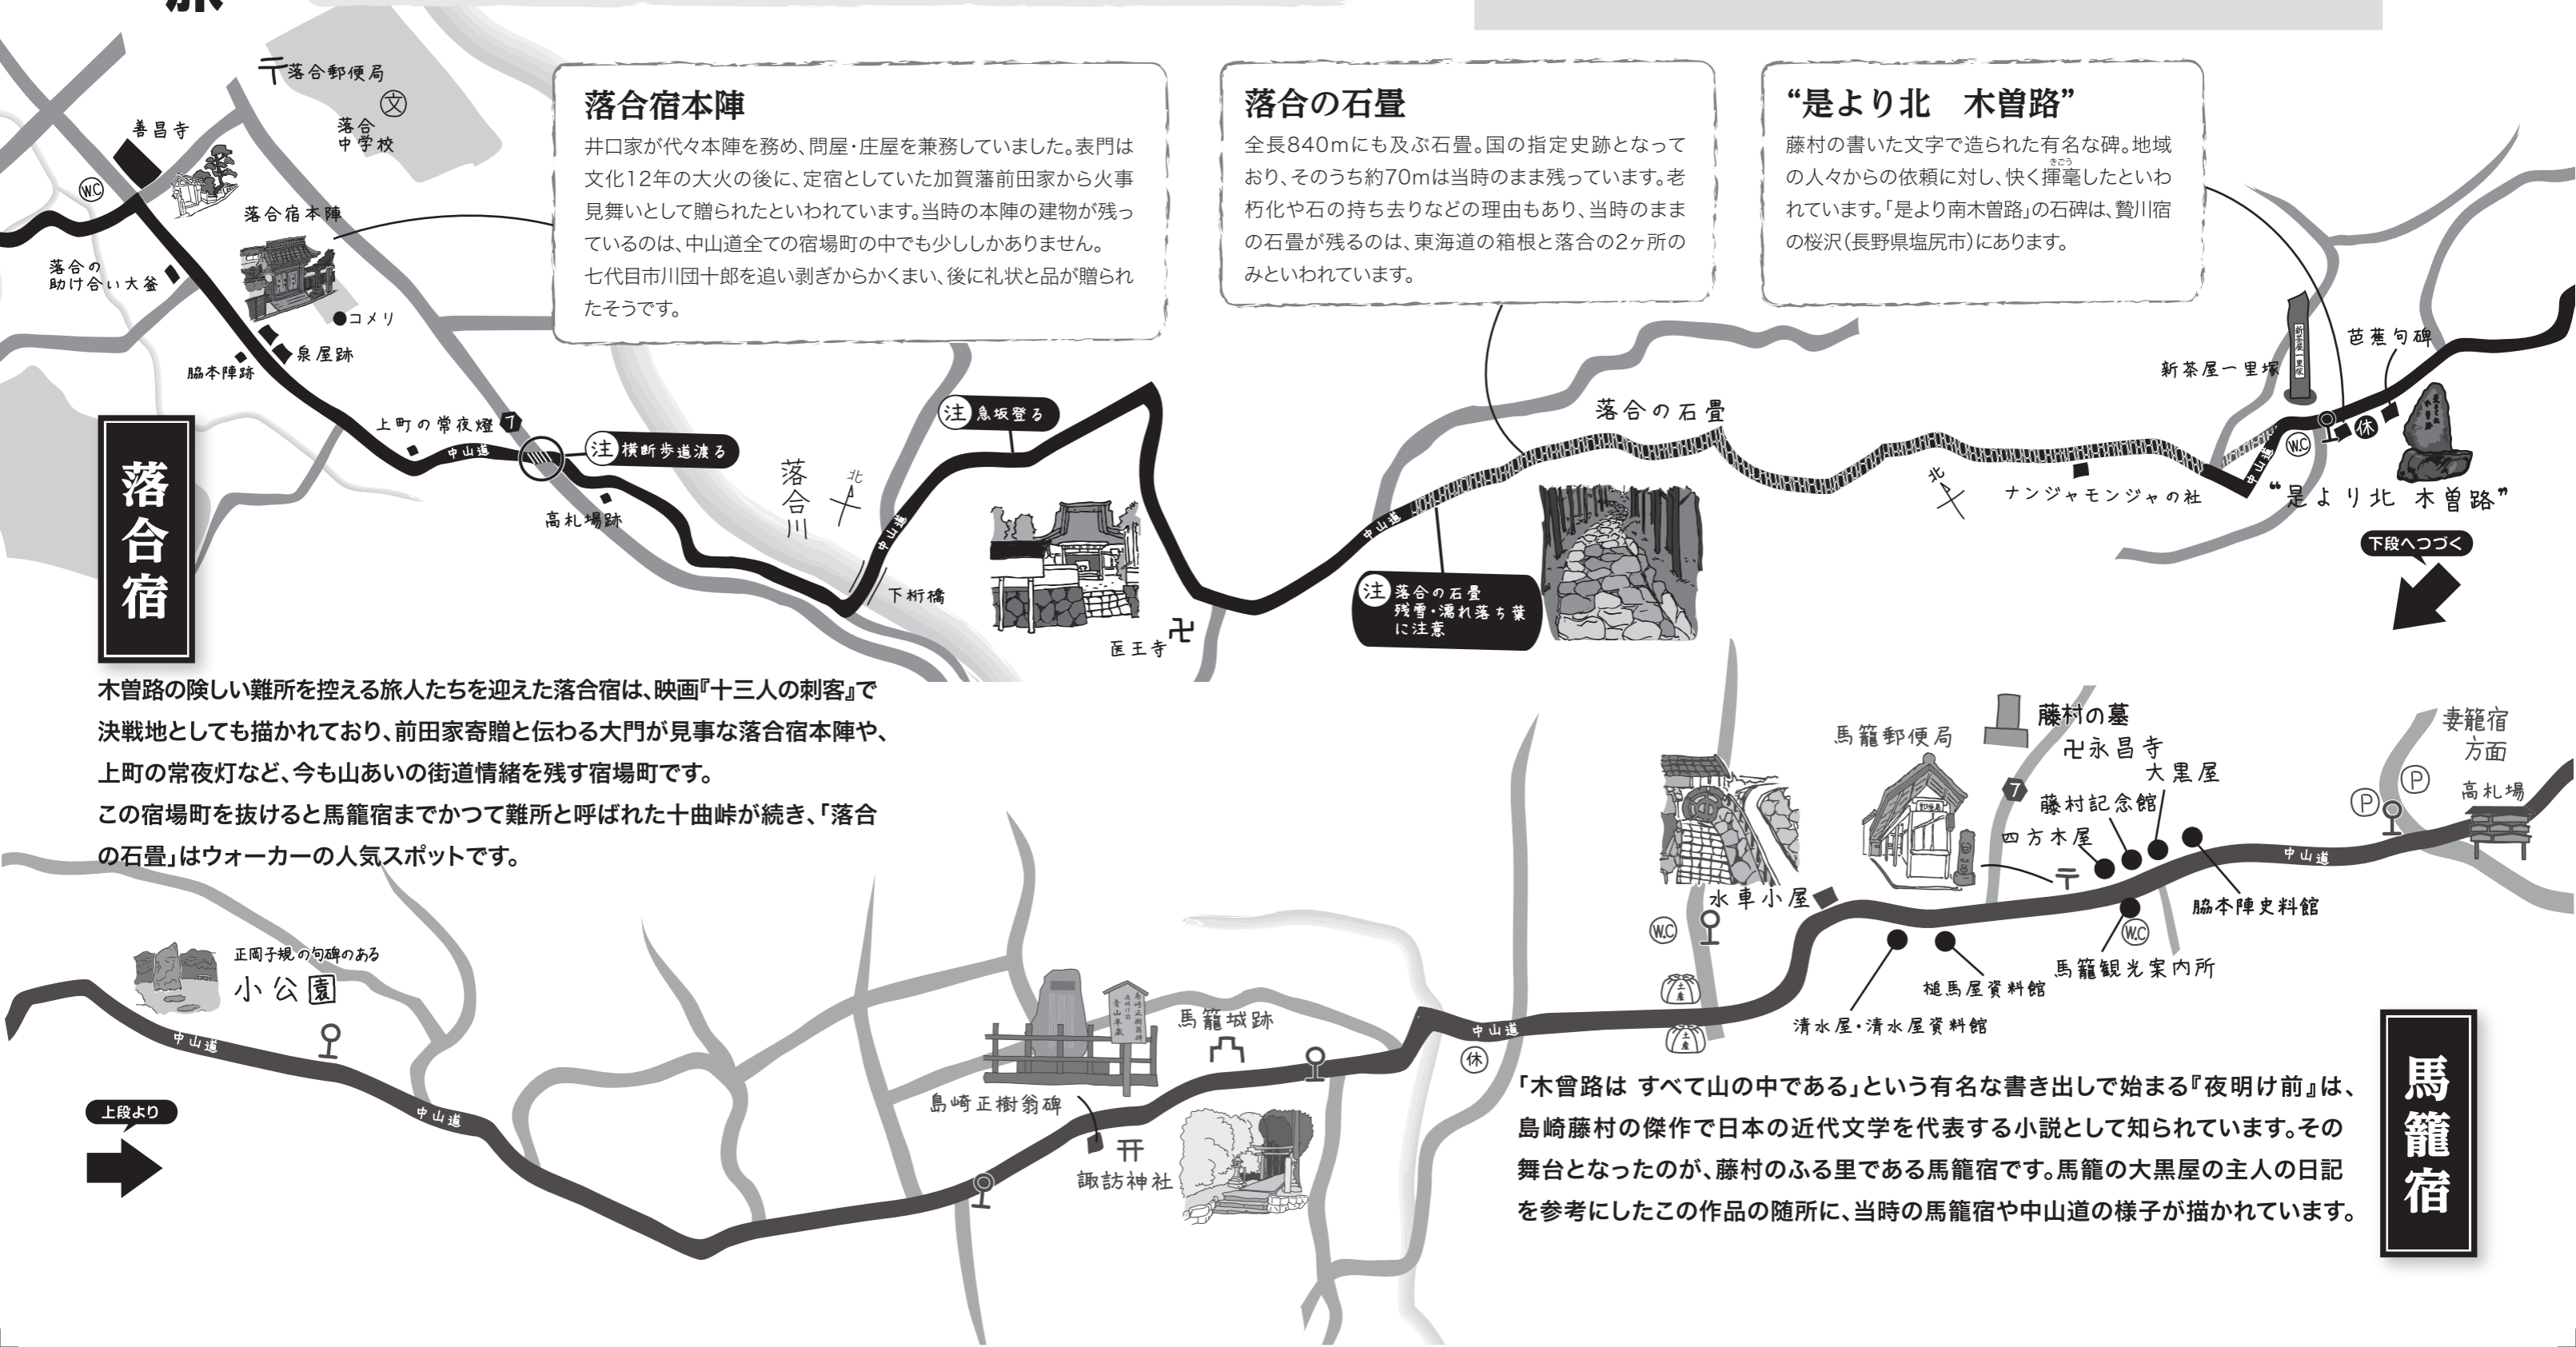 落合郵便局
文
落合
中学校
善昌寺
W.C
落合宿本陣
落合の
助け合い大釜
コメリ
泉屋跡
脇本陣跡
上町の常夜燈
7
中山道
注 横断歩道渡る
高札場跡
落合川
北
下桁橋
中山道
注 急坂登る
医王寺
落合宿本陣
井口家が代々本陣を務め、問屋・庄屋を兼務していました。表門は
文化12年の大火の後に、定宿としていた加賀藩前田家から火事
見舞いとして贈られたといわれています。当時の本陣の建物が残っ
ているのは、中山道全ての宿場町の中でも少ししかありません。
七代目市川団十郎を追い剥ぎからかくまい、後に礼状と品が贈られ
たそうです。
落合の石畳
全長840mにも及ぶ石畳。国の指定史跡となって
おり、そのうち約70mは当時のまま残っています。老
朽化や石の持ち去りなどの理由もあり、当時のまま
の石畳が残るのは、東海道の箱根と落合の2ヶ所の
みといわれています。
“是より北　木曽路”
藤村の書いた文字で造られた有名な碑。地域
きごう
の人々からの依頼に対し、快く揮毫したといわ
れています。「是より南木曽路」の石碑は、贄川宿
の桜沢(長野県塩尻市)にあります。
中山道
落合の石畳
注 落合の石畳
残雪・濡れ落ち葉
に注意
北
ナンジャモンジャの社
新茶屋一里塚
新茶屋一里塚
芭蕉句碑
休
W.C
中山道
“是より北 木曽路”
下段へつづく
落合宿
木曽路の険しい難所を控える旅人たちを迎えた落合宿は、映画『十三人の刺客』で
決戦地としても描かれており、前田家寄贈と伝わる大門が見事な落合宿本陣や、
上町の常夜灯など、今も山あいの街道情緒を残す宿場町です。
この宿場町を抜けると馬籠宿までかつて難所と呼ばれた十曲峠が続き、「落合
の石畳」はウォーカーの人気スポットです。
上段より
正岡子規の句碑のある
小公園
中山道
中山道
島崎正樹翁碑
諏訪神社
馬籠城跡
中山道
休
土産
土産
W.C
水車小屋
馬籠郵便局
藤村の墓
卍永昌寺
7
大黒屋
藤村記念館
四方木屋
脇本陣史料館
W.C
馬籠観光案内所
槌馬屋資料館
清水屋・清水屋資料館
中山道
P
P
妻籠宿
方面
高札場
馬籠宿
「木曾路は すべて山の中である」という有名な書き出しで始まる『夜明け前』は、
島崎藤村の傑作で日本の近代文学を代表する小説として知られています。その
舞台となったのが、藤村のふる里である馬籠宿です。馬籠の大黒屋の主人の日記
を参考にしたこの作品の随所に、当時の馬籠宿や中山道の様子が描かれています。